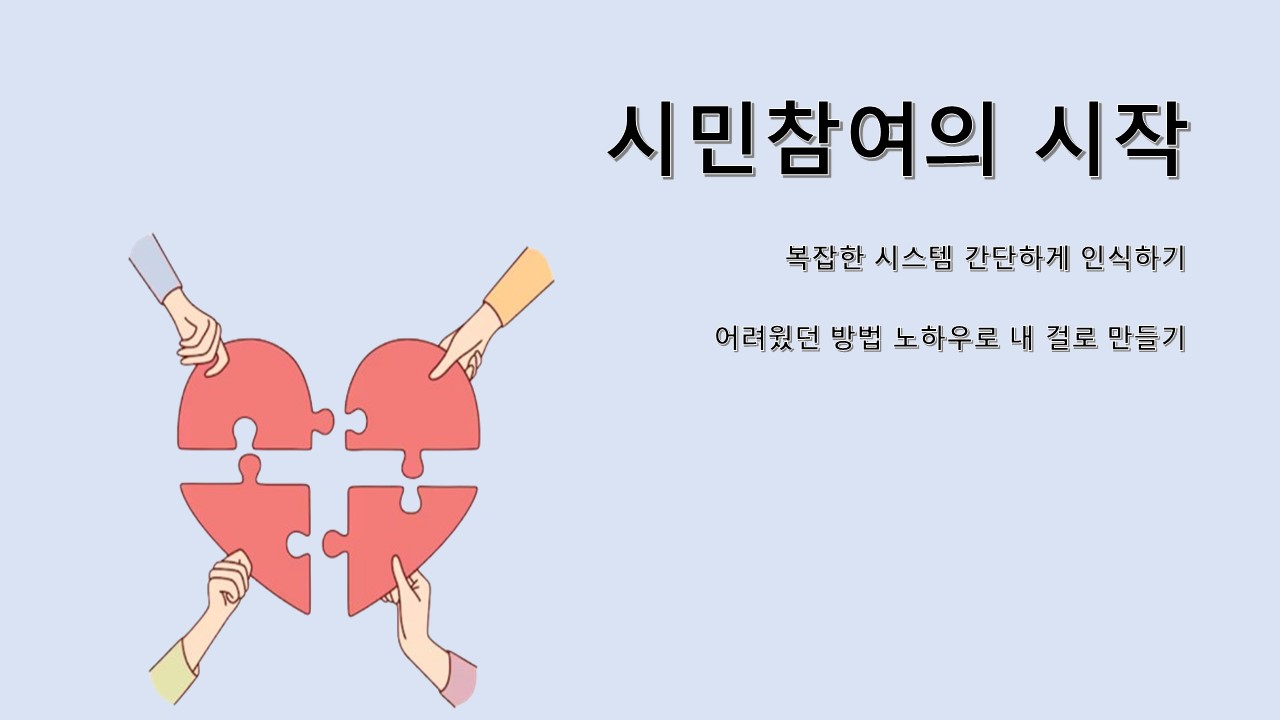 시민참여의 시작
복잡한 시스템 간단하게 인식하기
어려웠던 방법 노하우로 내 걸로 만들기